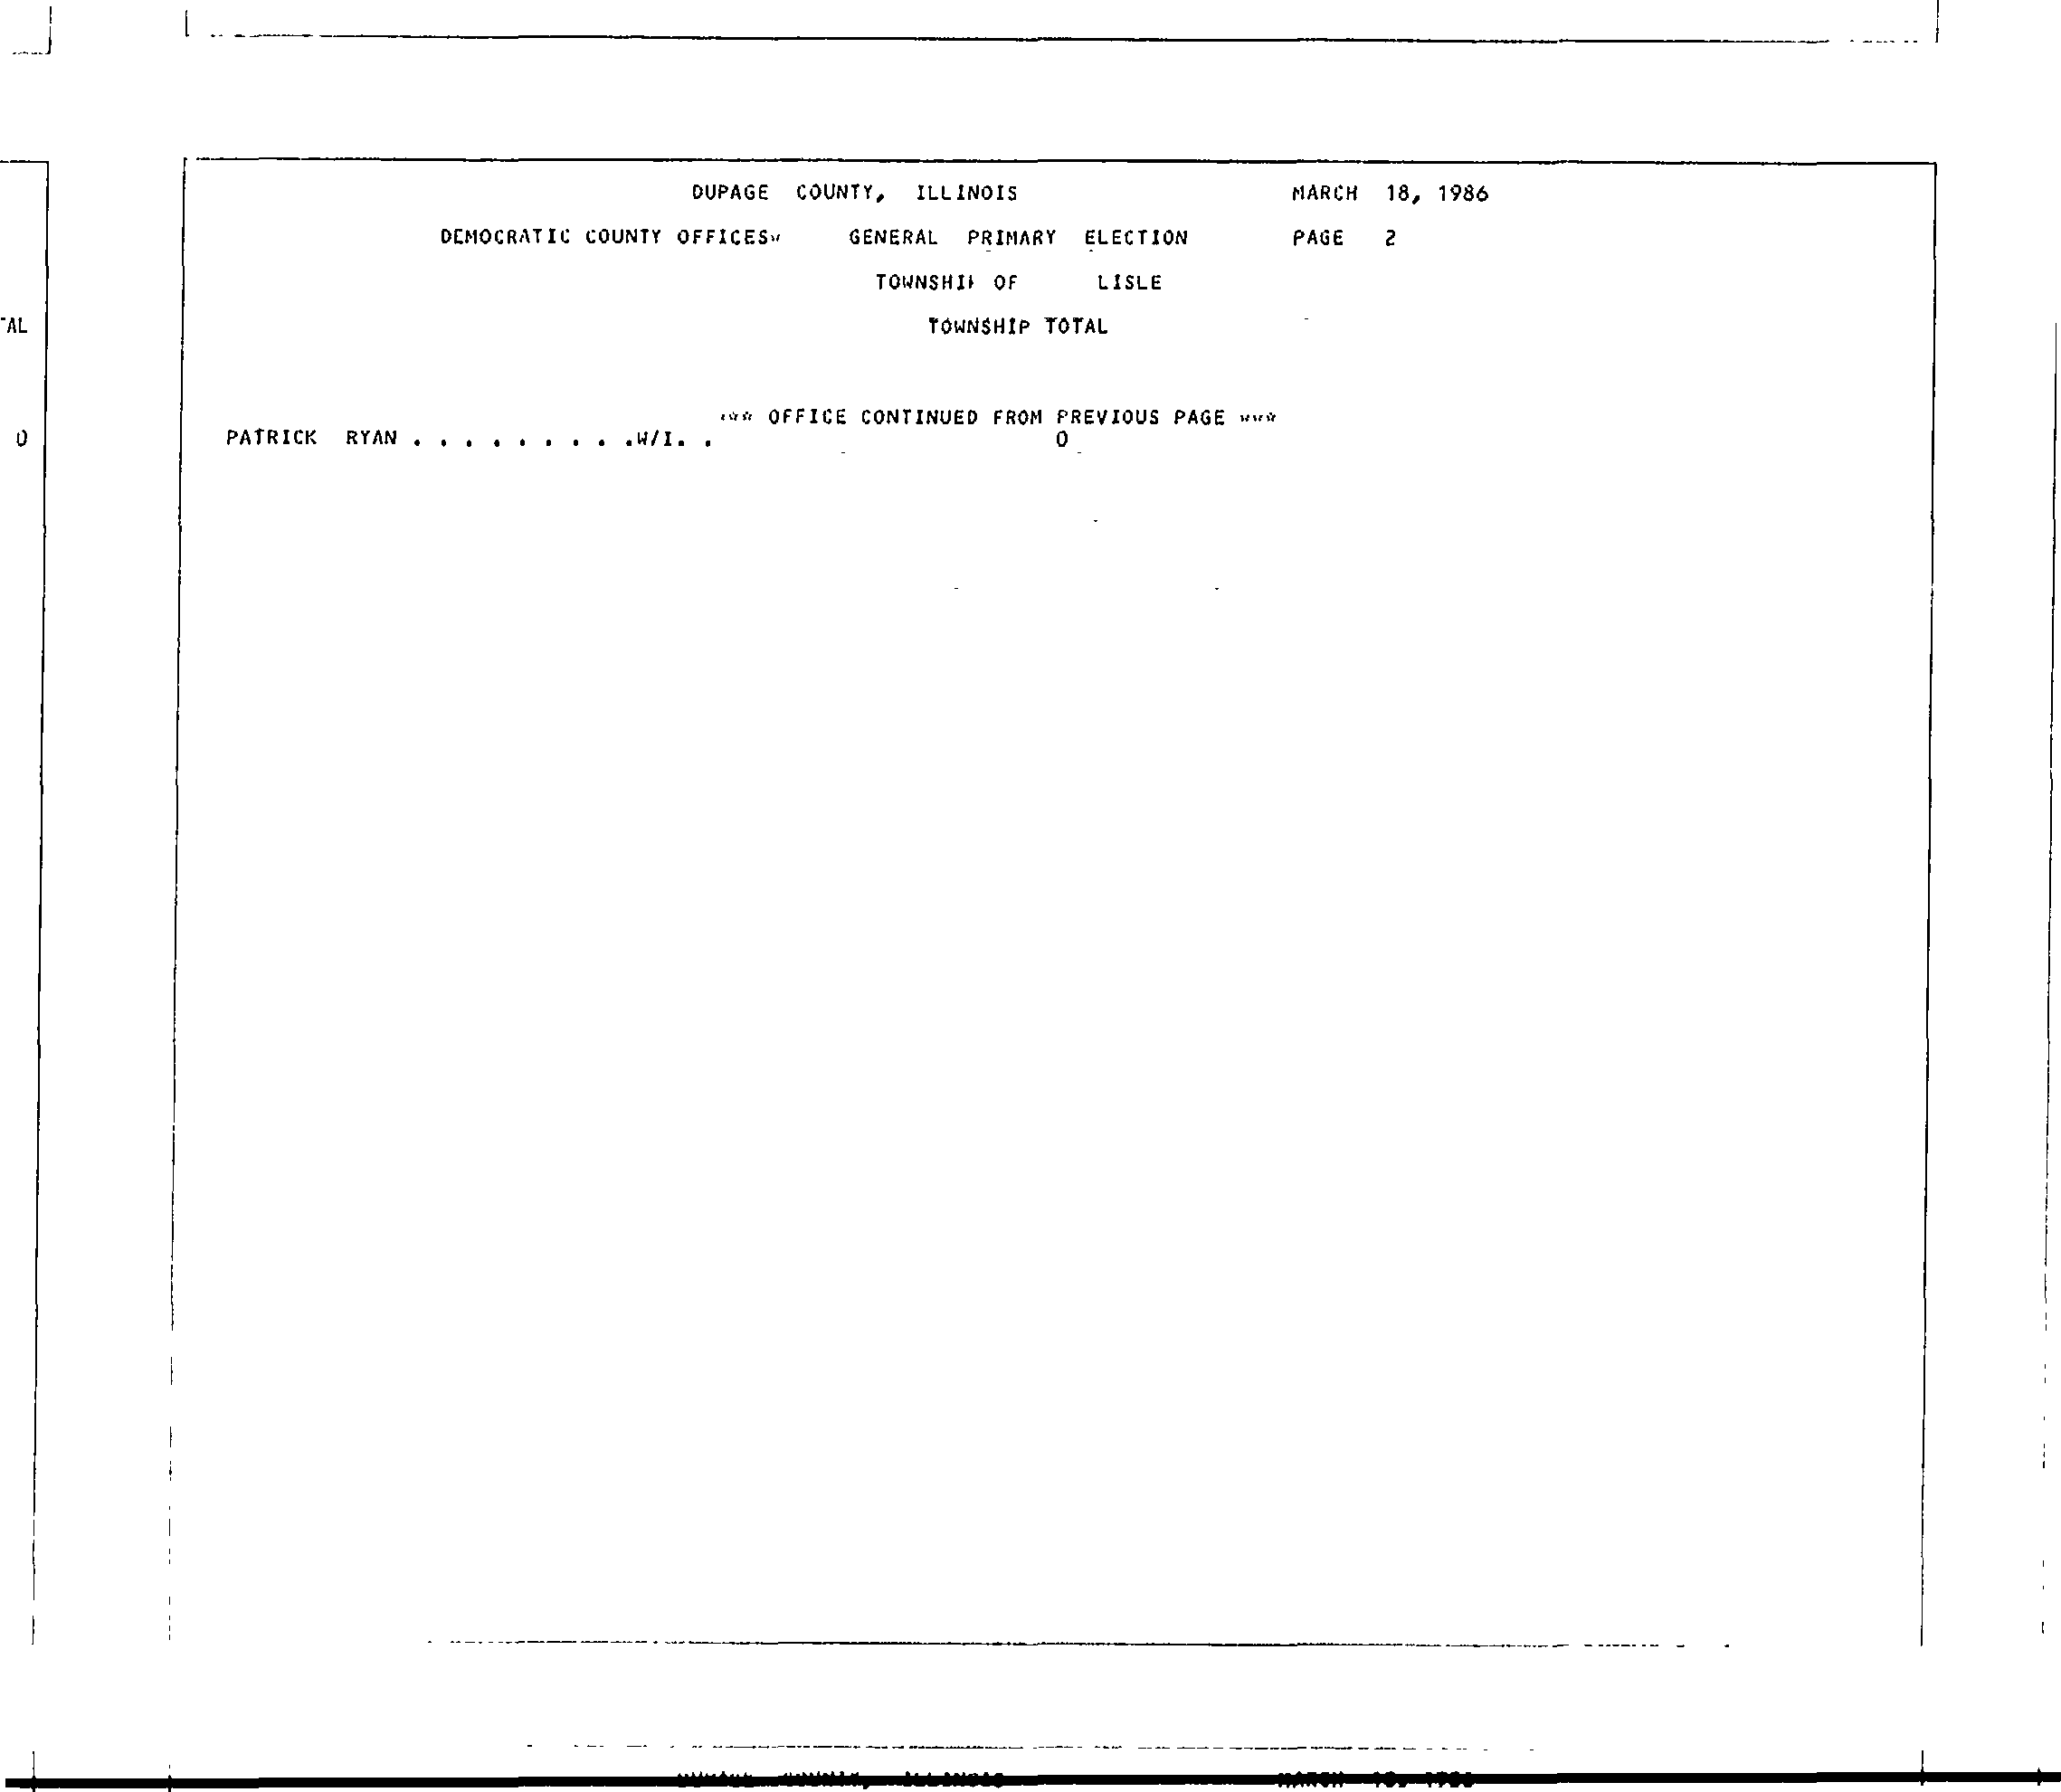 DUPAGE COUNTY, ILLINOIS MARCH 18, 1986
DEMOCRATIC COUNTY OFFICES* GENERAL PRIMARY ELECTION PAGE 2
TOWNSHIP OF LISLE
TOWNSHIP TOTAL
*** OFFICE CONTINUED FROM PREVIOUS PAGE ***
PATRICK RYAN . . . . . . . . .W/I. . 0
AL
0